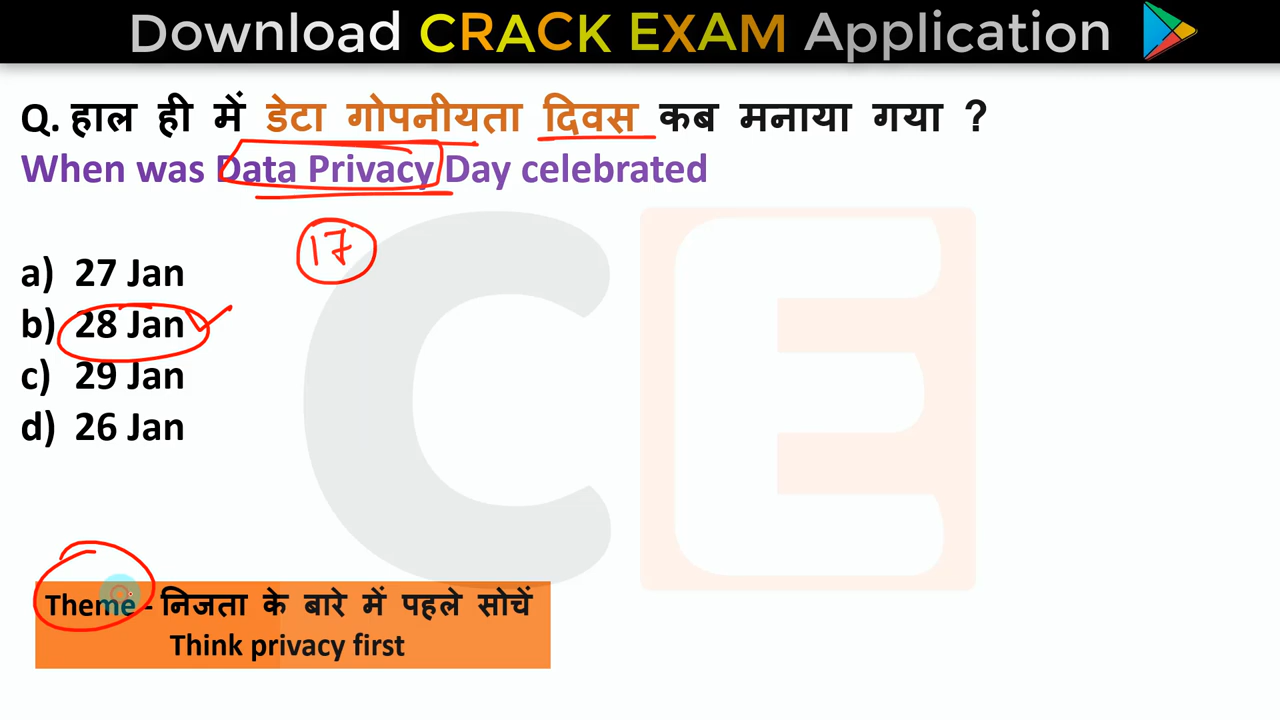 Download CRACK EXAM Application
Q. हाल ही में डेटा गोपनीयता दिवस कब मनाया गया ?
When was Data Privacy Day celebrated
17
a) 27 Jan
b) 28 Jan
c) 29 Jan
d) 26 Jan
CE
Theme - निजता के बारे में पहले सोचें
Think privacy first